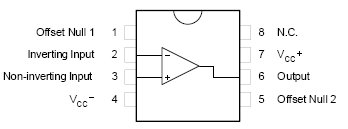 Offset Null 1 1 8 N.C.
Inverting Input 2 − 7 VCC+
Non-inverting Input 3 + 6 Output
VCC− 4 5 Offset Null 2